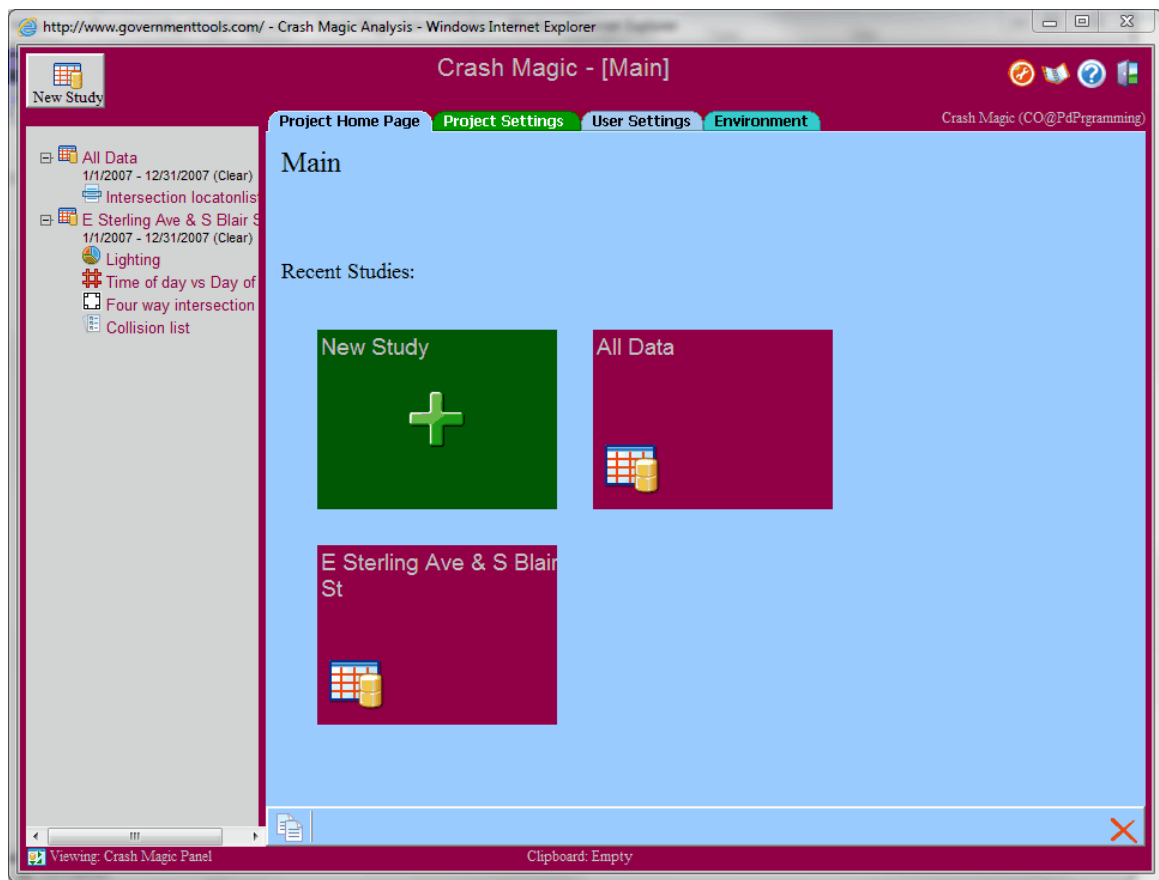 http://www.governmenttools.com/ - Crash Magic Analysis - Windows Internet Explorer
New Study
Crash Magic - [Main]
Project Home Page
Project Settings
User Settings
Environment
Crash Magic (CO@PdPrgramming)
All Data
1/1/2007 - 12/31/2007 (Clear)
Intersection locatonlis
E Sterling Ave & S Blair S
1/1/2007 - 12/31/2007 (Clear)
Lighting
Time of day vs Day of
Four way intersection
Collision list
Main
Recent Studies:
New Study
All Data
E Sterling Ave & S Blair
St
Viewing: Crash Magic Panel
Clipboard: Empty